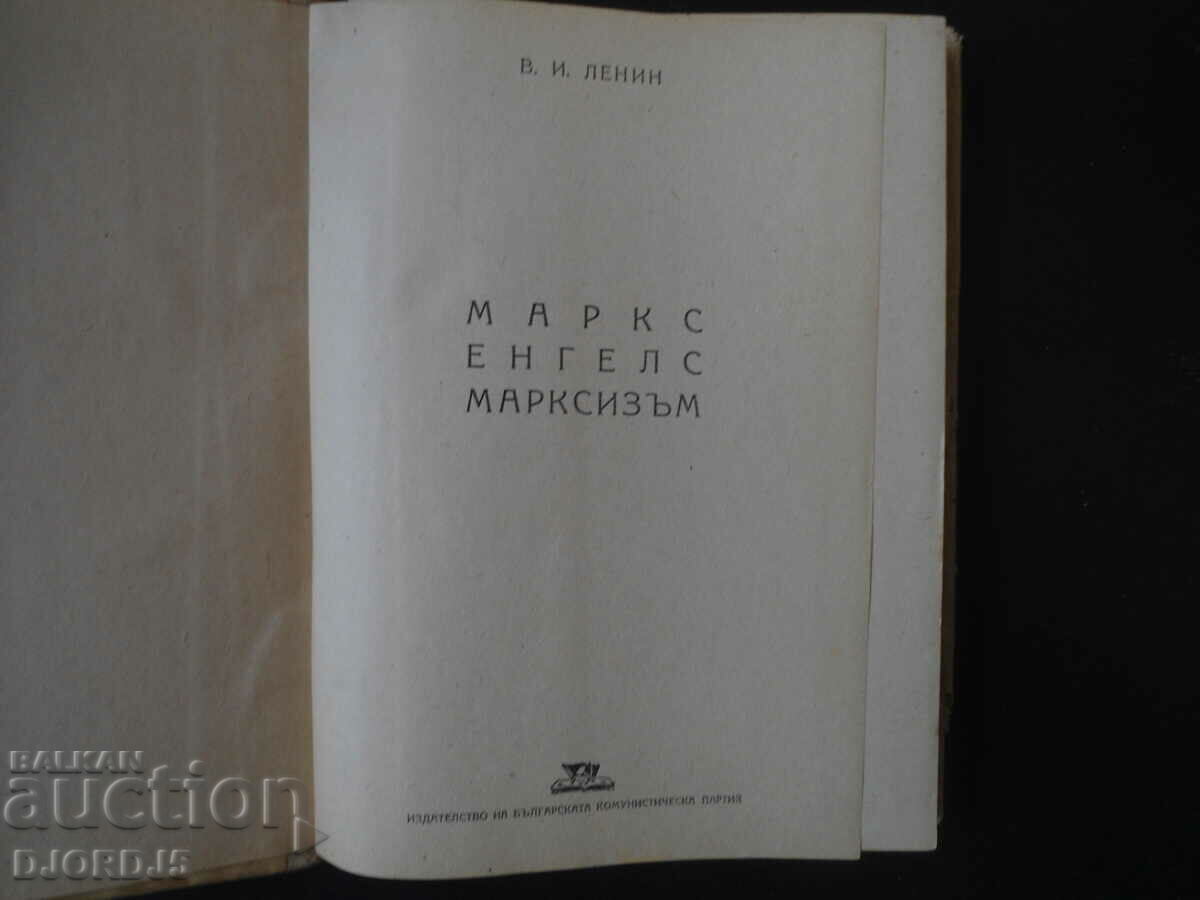 В. И. ЛЕНИН
МАРКС
ЕНГЕЛС
МАРКСИЗЪМ
ИЗДАТЕЛСТВО НА БЪЛГАРСКАТА КОМУНИСТИЧЕСКА ПАРТИЯ
BALKAN
auction
DJORDJ5